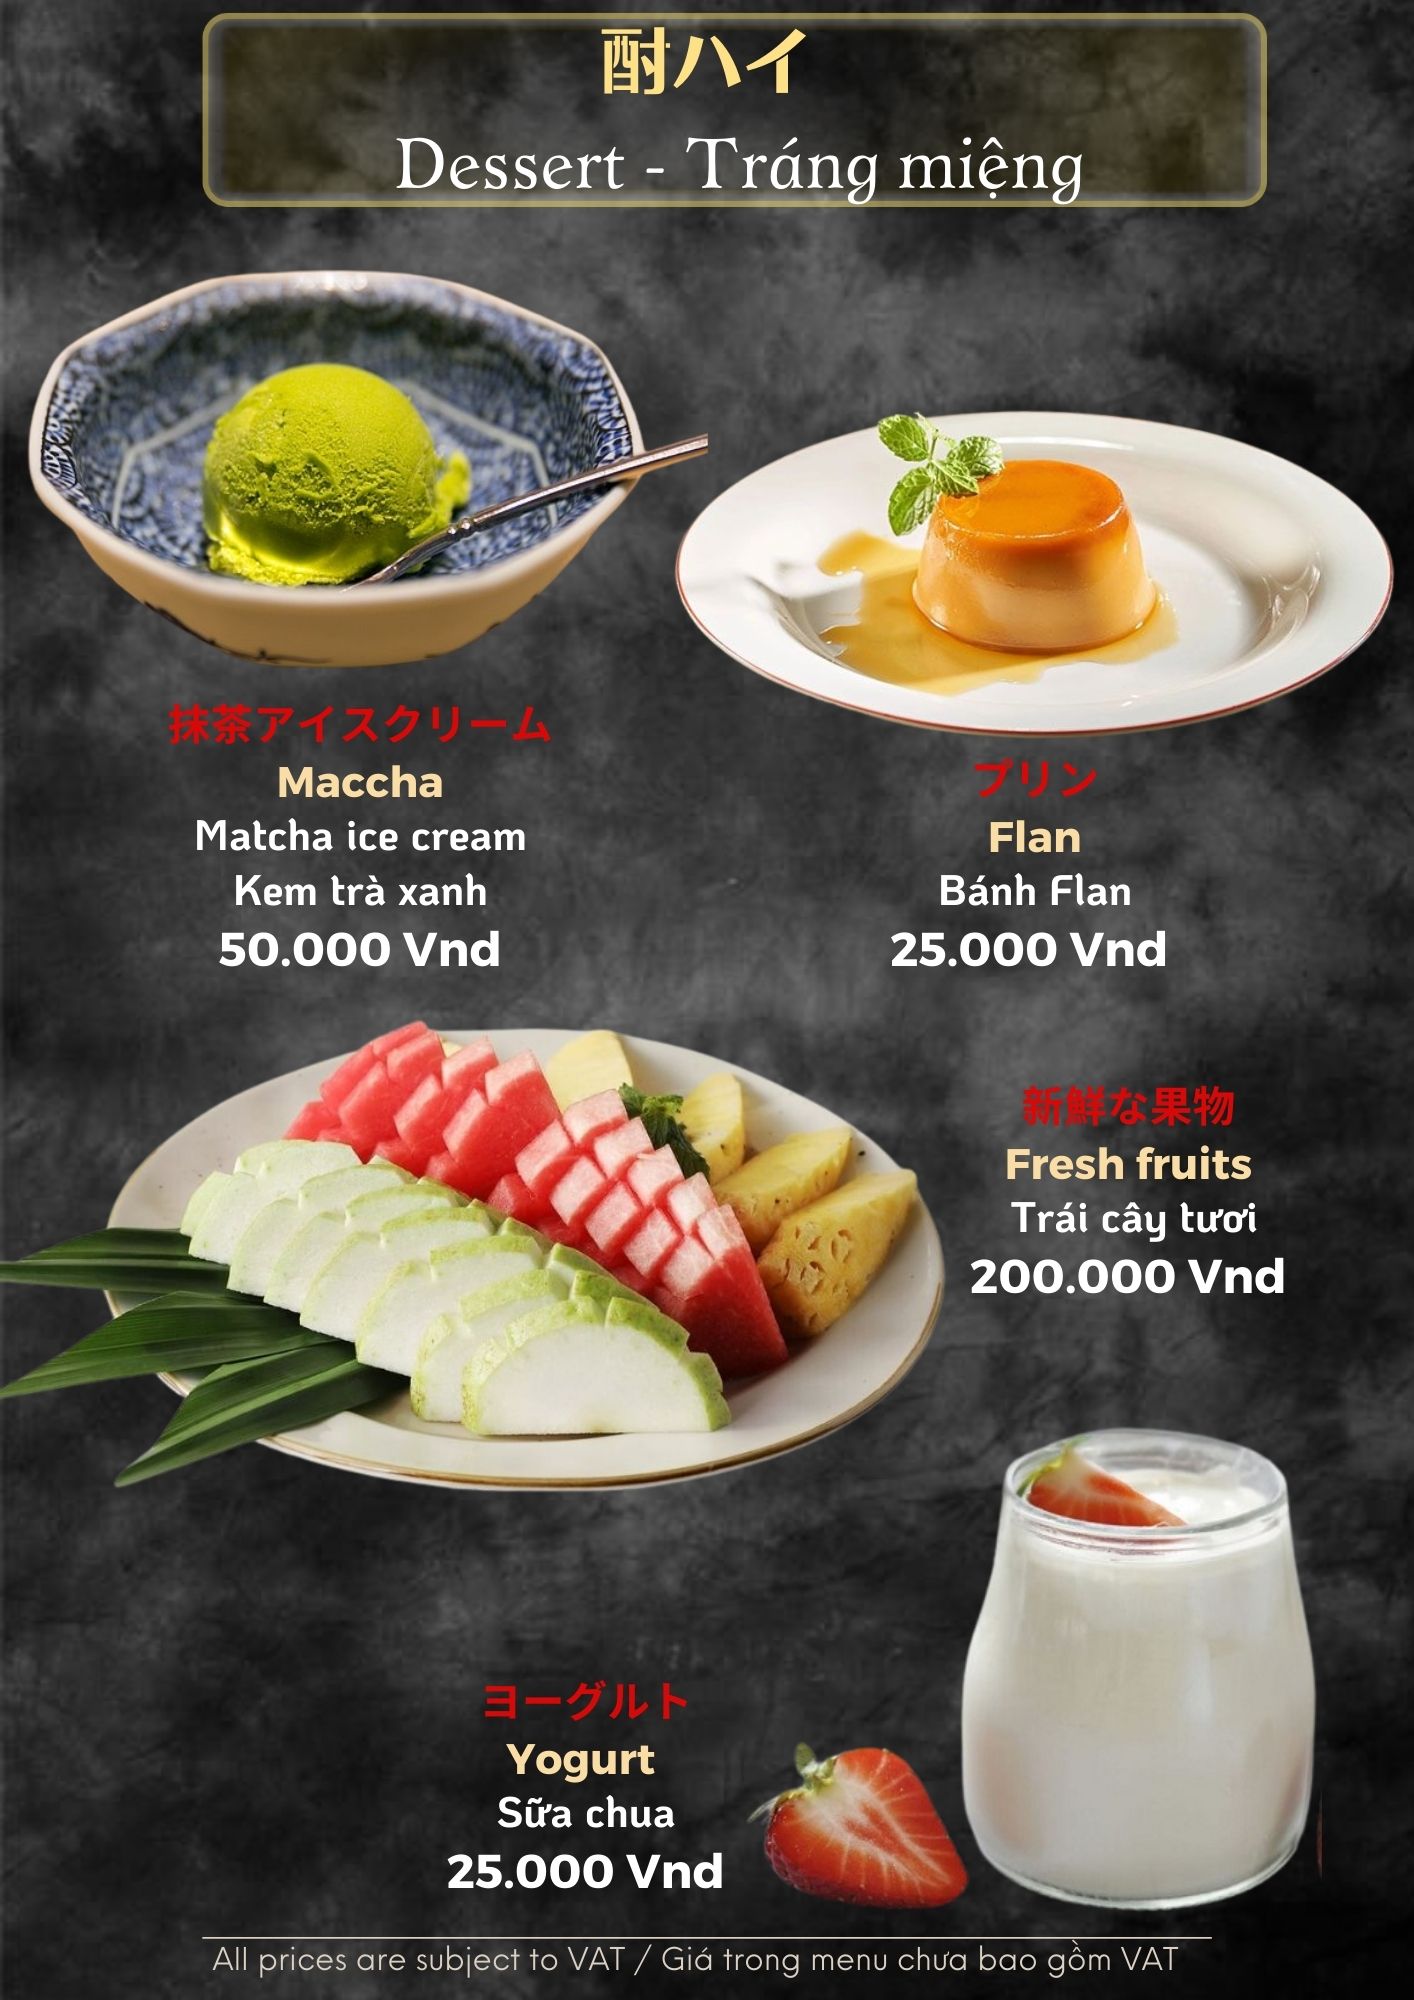 酎ハイ
Dessert - Tráng miệng
抹茶アイスクリーム
Maccha
Matcha ice cream
Kem trà xanh
50.000 Vnd
プリン
Flan
Bánh Flan
25.000 Vnd
新鮮な果物
Fresh fruits
Trái cây tươi
200.000 Vnd
ヨーグルト
Yogurt
Sữa chua
25.000 Vnd
All prices are subject to VAT / Giá trong menu chưa bao gồm VAT